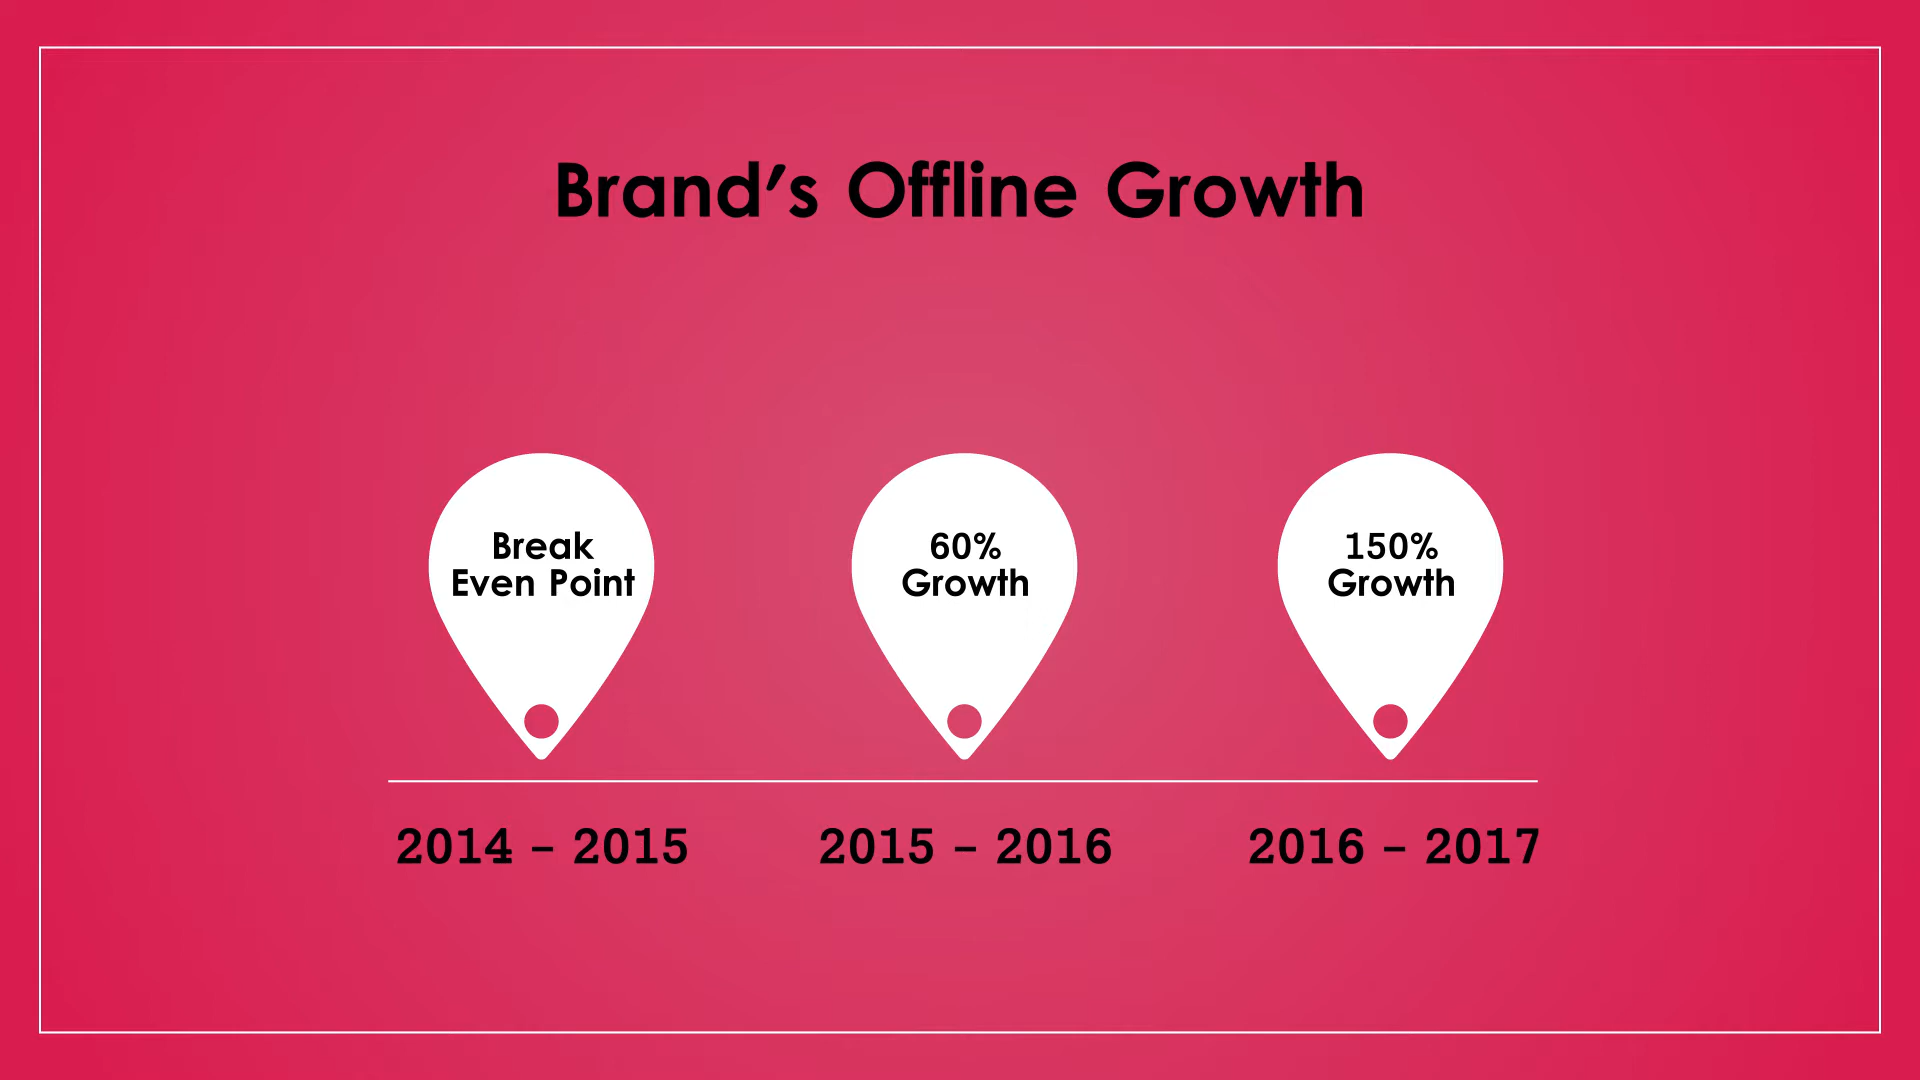 Brand’s Offline Growth
Break
Even Point
60%
Growth
150%
Growth
2014 – 2015
2015 – 2016
2016 – 2017